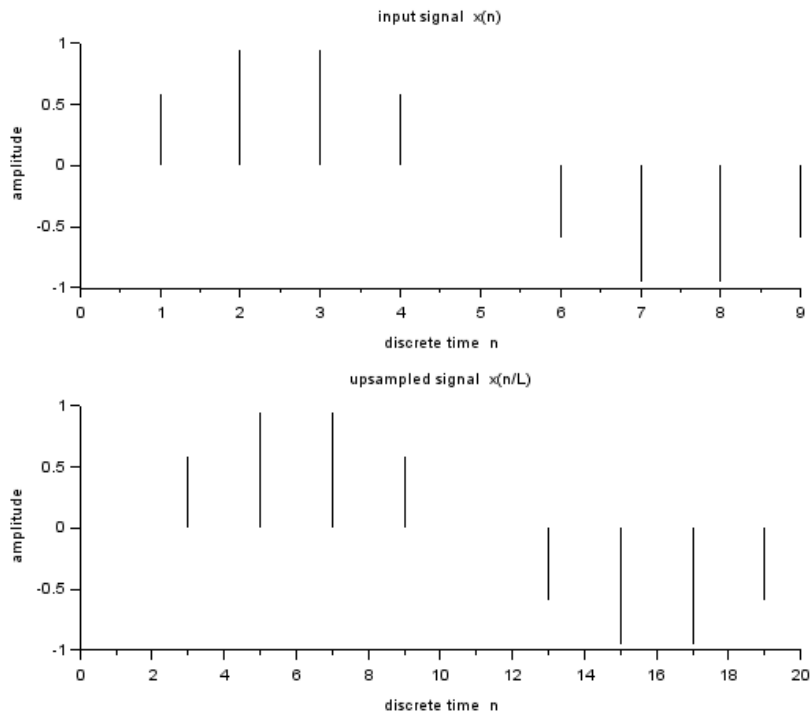 input signal x(n)
1
0.5
0
-0.5
-1
amplitude
0 1 2 3 4 5 6 7 8 9
discrete time n
upsampled signal x(n/L)
1
0.5
0
-0.5
-1
amplitude
0 2 4 6 8 10 12 14 16 18 20
discrete time n